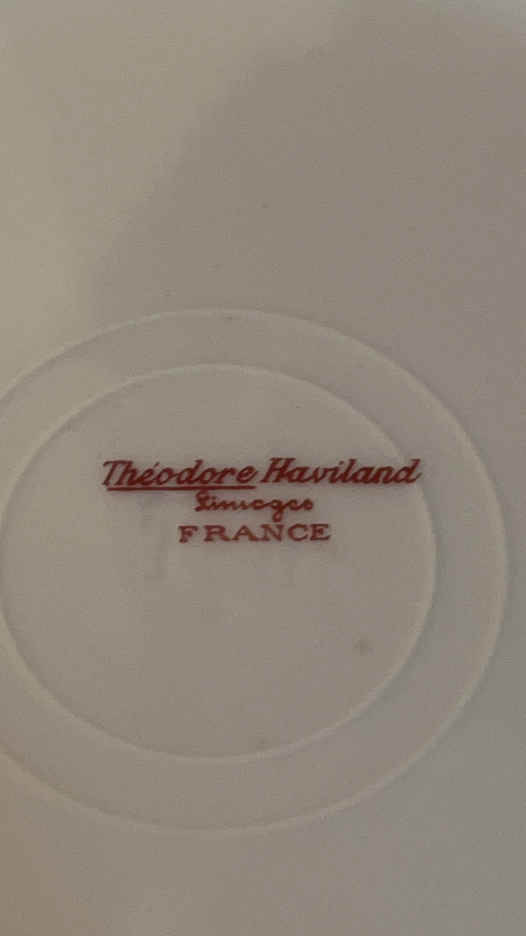 Théodore Haviland
Limoges
FRANCE